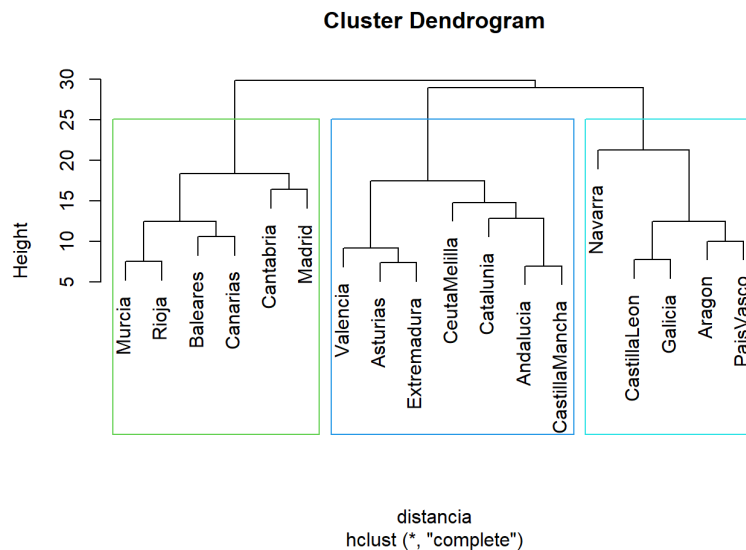 Cluster Dendrogram
Height
30
25
20
15
10
5
Murcia
Rioja
Baleares
Canarias
Cantabria
Madrid
Valencia
Asturias
Extremadura
CeutaMelilla
Catalunia
Andalucia
CastillaMancha
Navarra
CastillaLeon
Galicia
Aragon
PaisVasco
distancia
hclust (*, "complete")